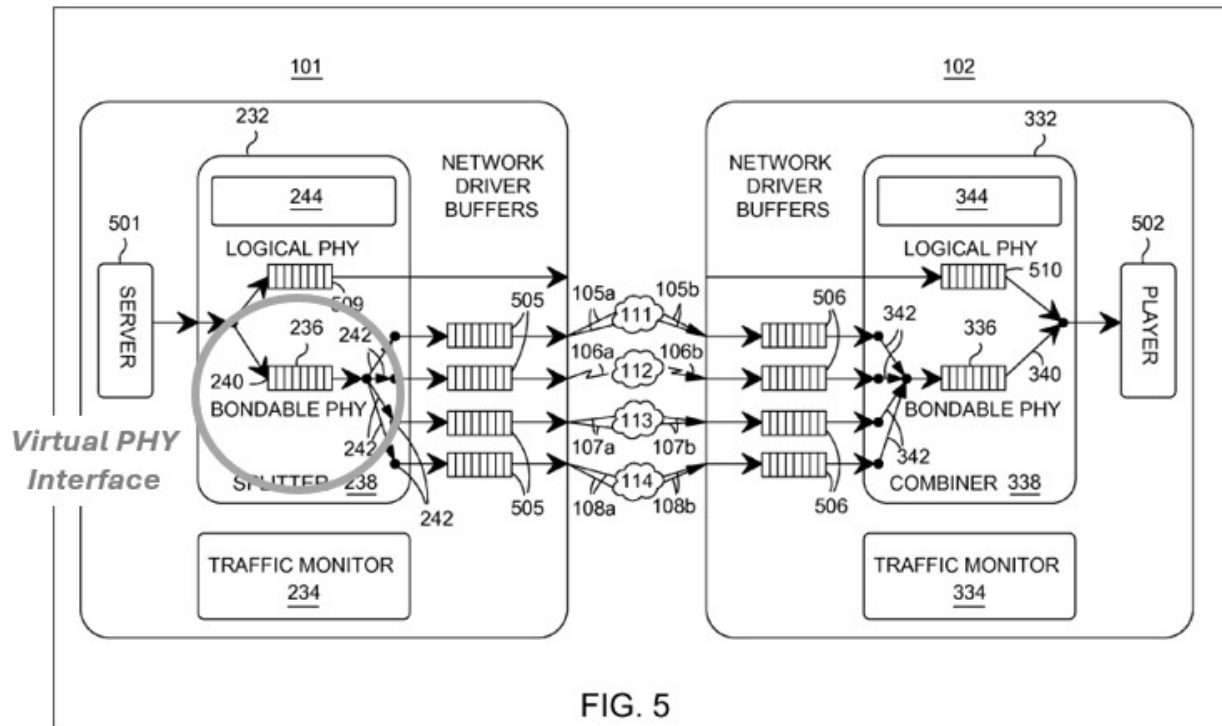 101
102
232
332
NETWORK
DRIVER
BUFFERS
NETWORK
DRIVER
BUFFERS
244
344
501
502
LOGICAL PHY
LOGICAL PHY
SERVER
509
510
PLAYER
505
105a
111
105b
506
236
242
342
336
106a
112
106b
240
340
BONDABLE PHY
BONDABLE PHY
113
107a
107b
Virtual PHY
Interface
242
342
114
SPLITTER 238
COMBINER 338
242
505
108a
108b
506
TRAFFIC MONITOR
234
TRAFFIC MONITOR
334
FIG. 5